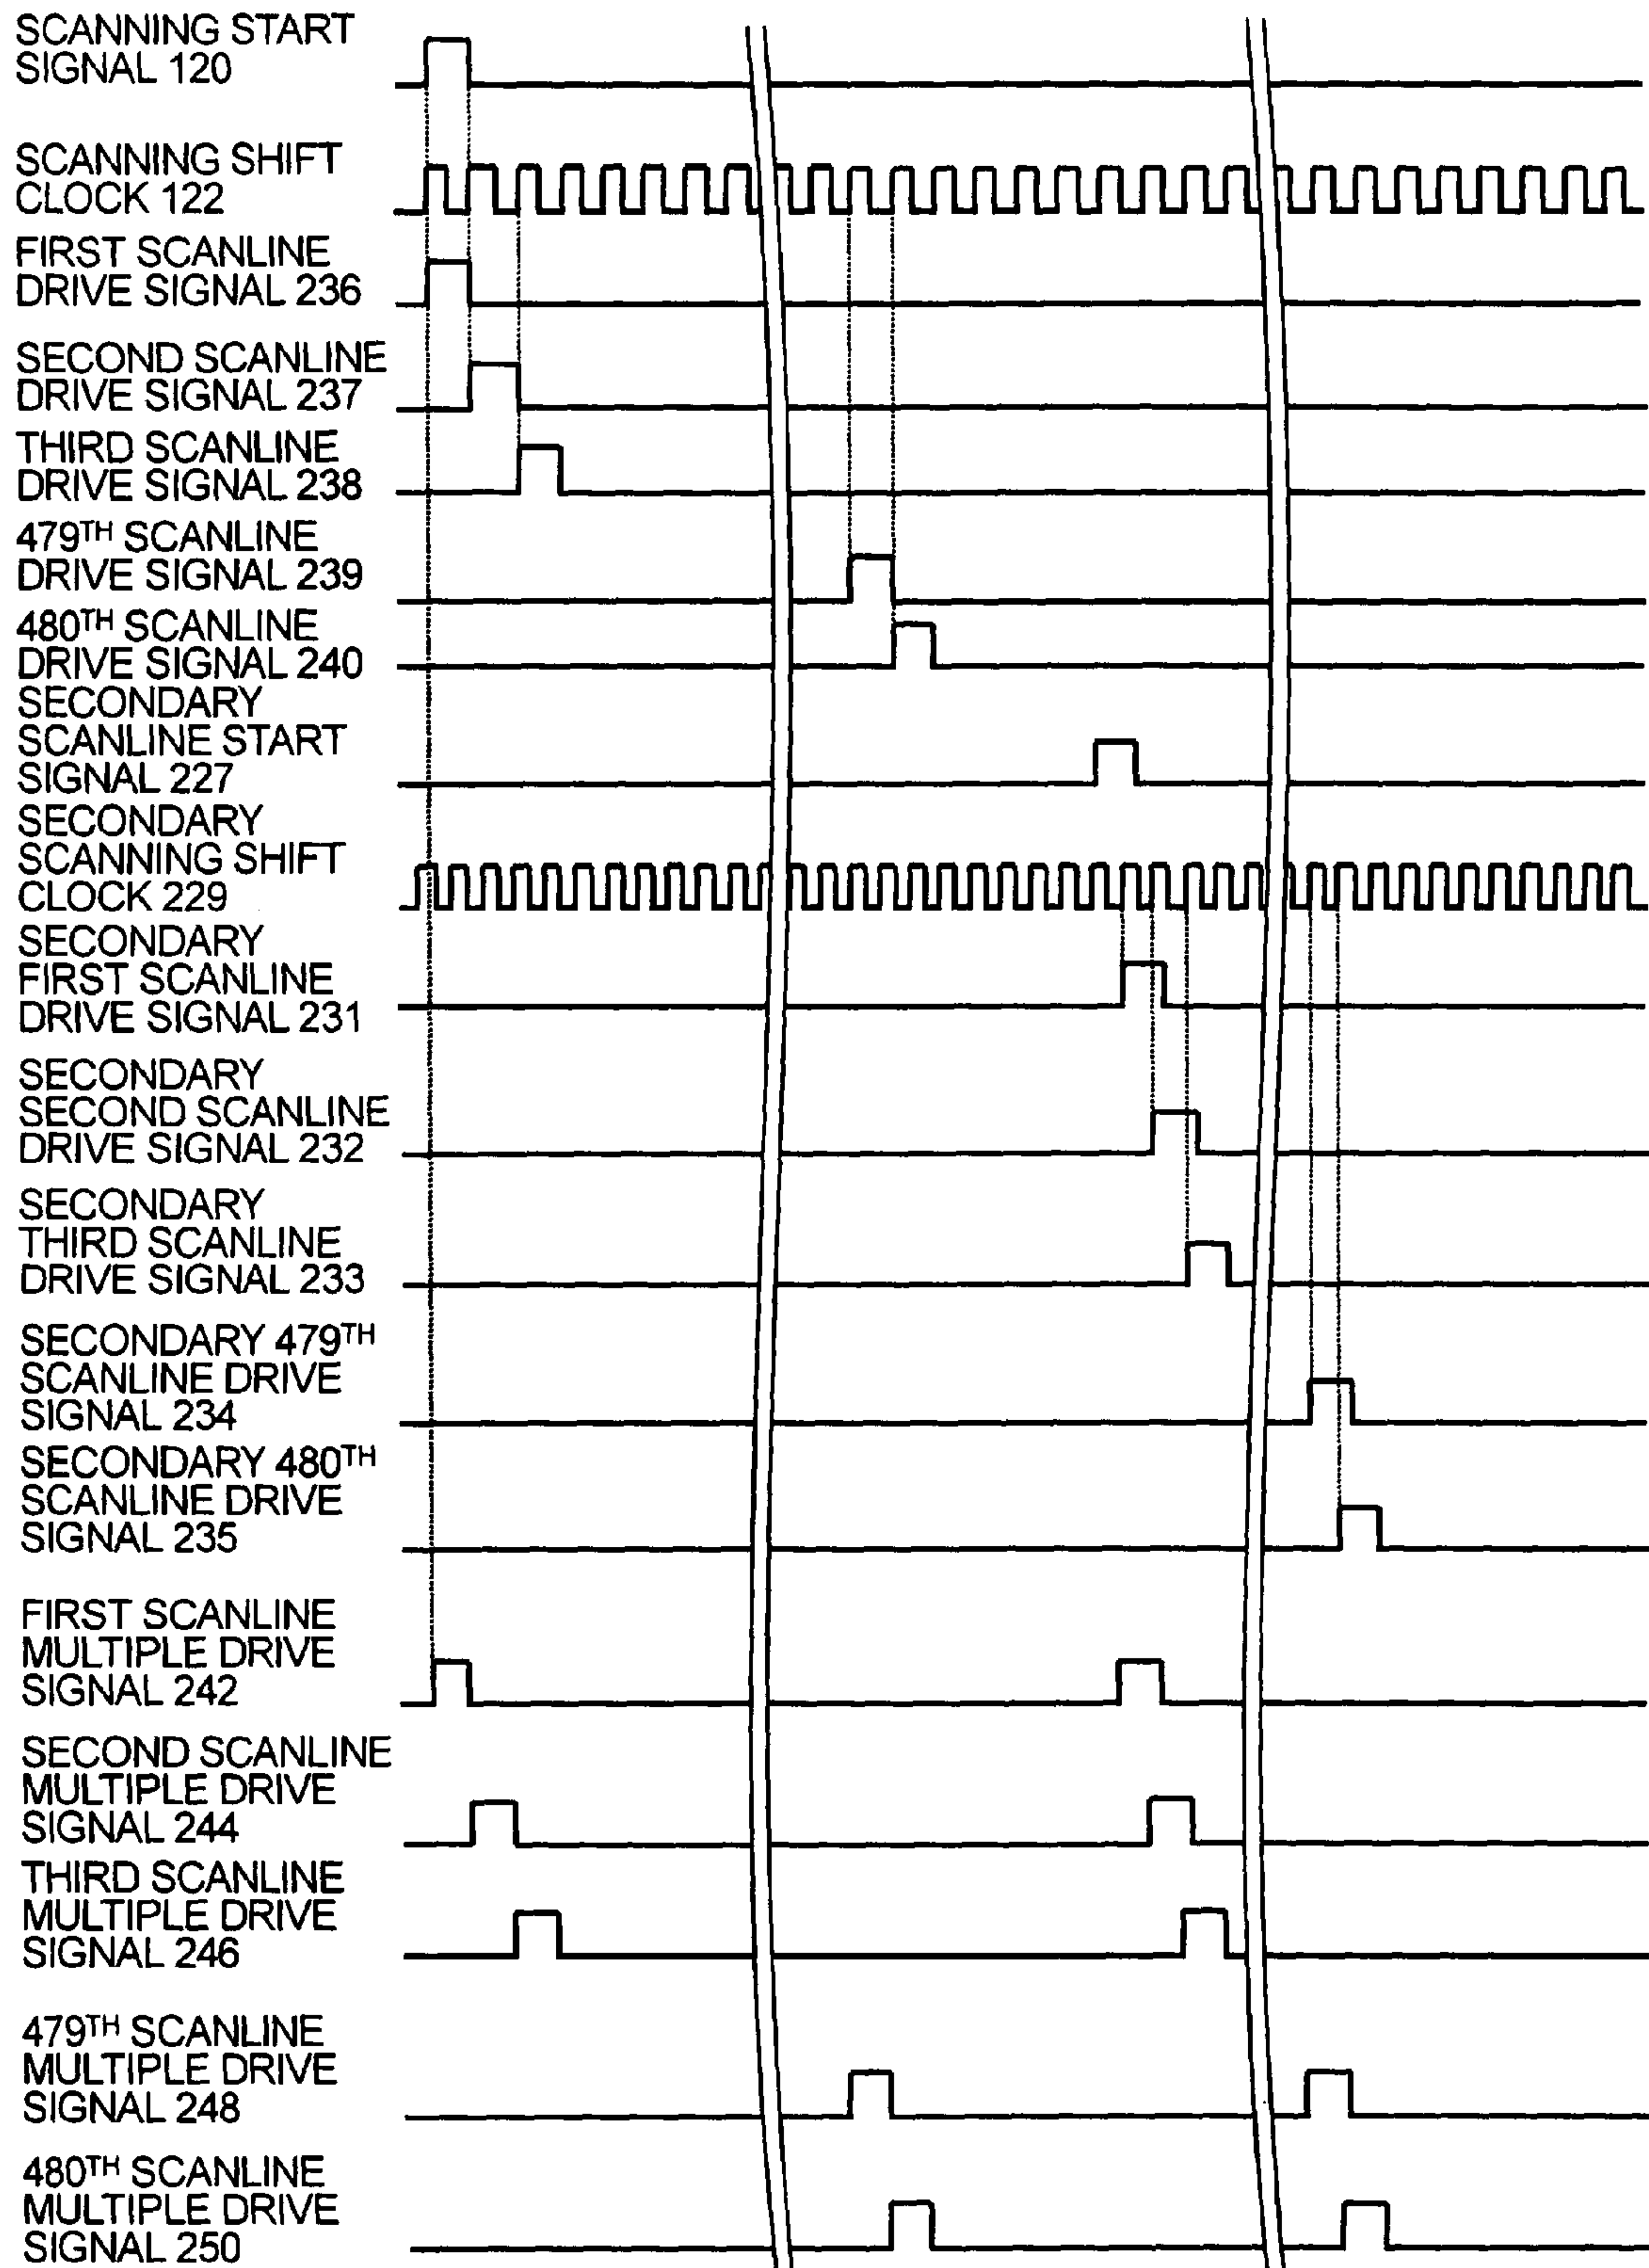 SCANNING START
SIGNAL 120
SCANNING SHIFT
CLOCK 122
FIRST SCANLINE
DRIVE SIGNAL 236
SECOND SCANLINE
DRIVE SIGNAL 237
THIRD SCANLINE
DRIVE SIGNAL 238
479TH SCANLINE
DRIVE SIGNAL 239
480TH SCANLINE
DRIVE SIGNAL 240
SECONDARY
SCANLINE START
SIGNAL 227
SECONDARY
SCANNING SHIFT
CLOCK 229
SECONDARY
FIRST SCANLINE
DRIVE SIGNAL 231
SECONDARY
SECOND SCANLINE
DRIVE SIGNAL 232
SECONDARY
THIRD SCANLINE
DRIVE SIGNAL 233
SECONDARY 479TH
SCANLINE DRIVE
SIGNAL 234
SECONDARY 480TH
SCANLINE DRIVE
SIGNAL 235
FIRST SCANLINE
MULTIPLE DRIVE
SIGNAL 242
SECOND SCANLINE
MULTIPLE DRIVE
SIGNAL 244
THIRD SCANLINE
MULTIPLE DRIVE
SIGNAL 246
479TH SCANLINE
MULTIPLE DRIVE
SIGNAL 248
480TH SCANLINE
MULTIPLE DRIVE
SIGNAL 250